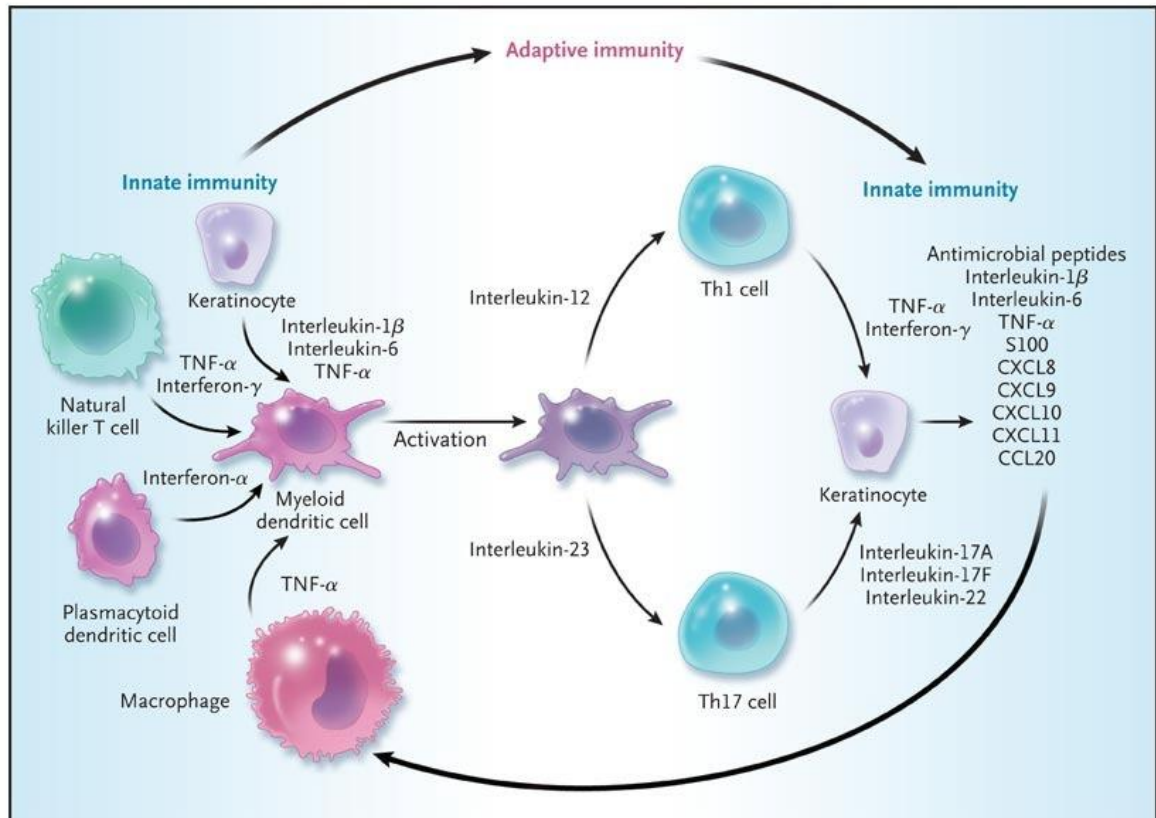 Adaptive immunity
Innate immunity
Innate immunity
Keratinocyte
Interleukin-1β
Interleukin-6
TNF-α
TNF-α
Interferon-γ
Natural
killer T cell
Interferon-α
Plasmacytoid
dendritic cell
Myeloid
dendritic cell
TNF-α
Macrophage
Activation
Interleukin-12
Interleukin-23
Th1 cell
Th17 cell
TNF-α
Interferon-γ
Keratinocyte
Interleukin-17A
Interleukin-17F
Interleukin-22
Antimicrobial peptides
Interleukin-1β
Interleukin-6
TNF-α
S100
CXCL8
CXCL9
CXCL10
CXCL11
CCL20